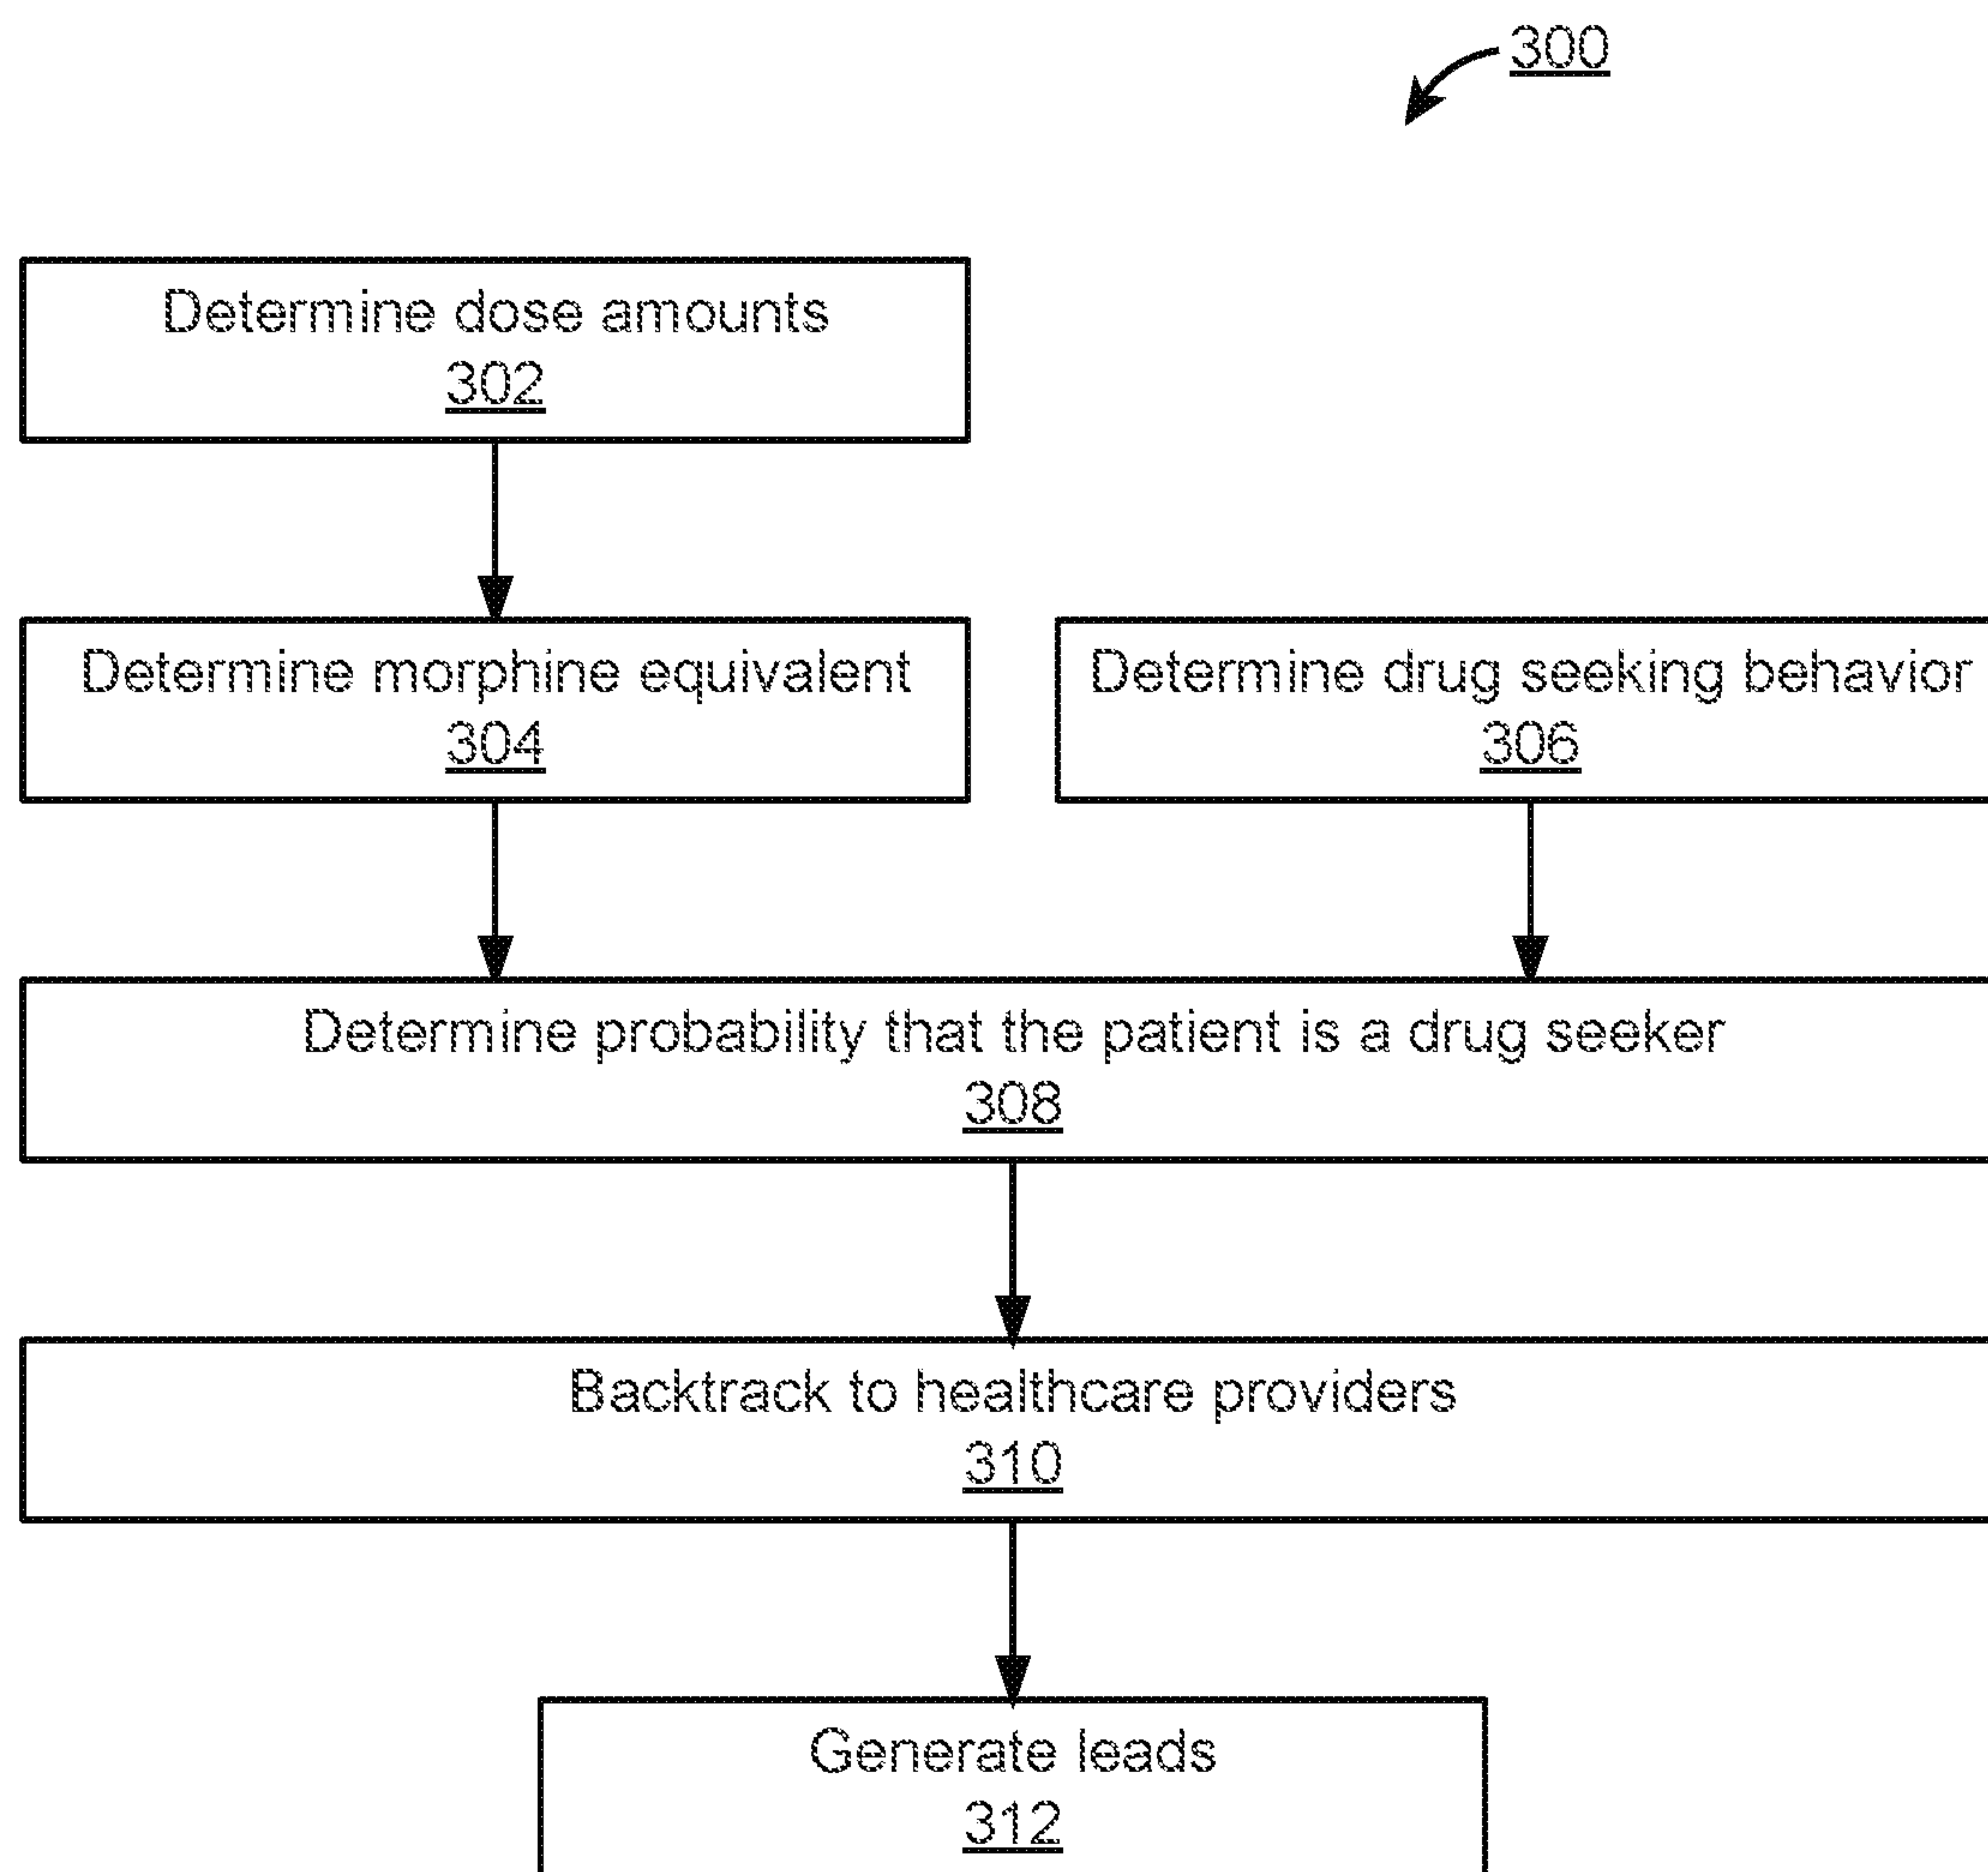 300
Determine dose amounts
302
Determine morphine equivalent
304
Determine drug seeking behavior
306
Determine probability that the patient is a drug seeker
308
Backtrack to healthcare providers
310
Generate leads
312